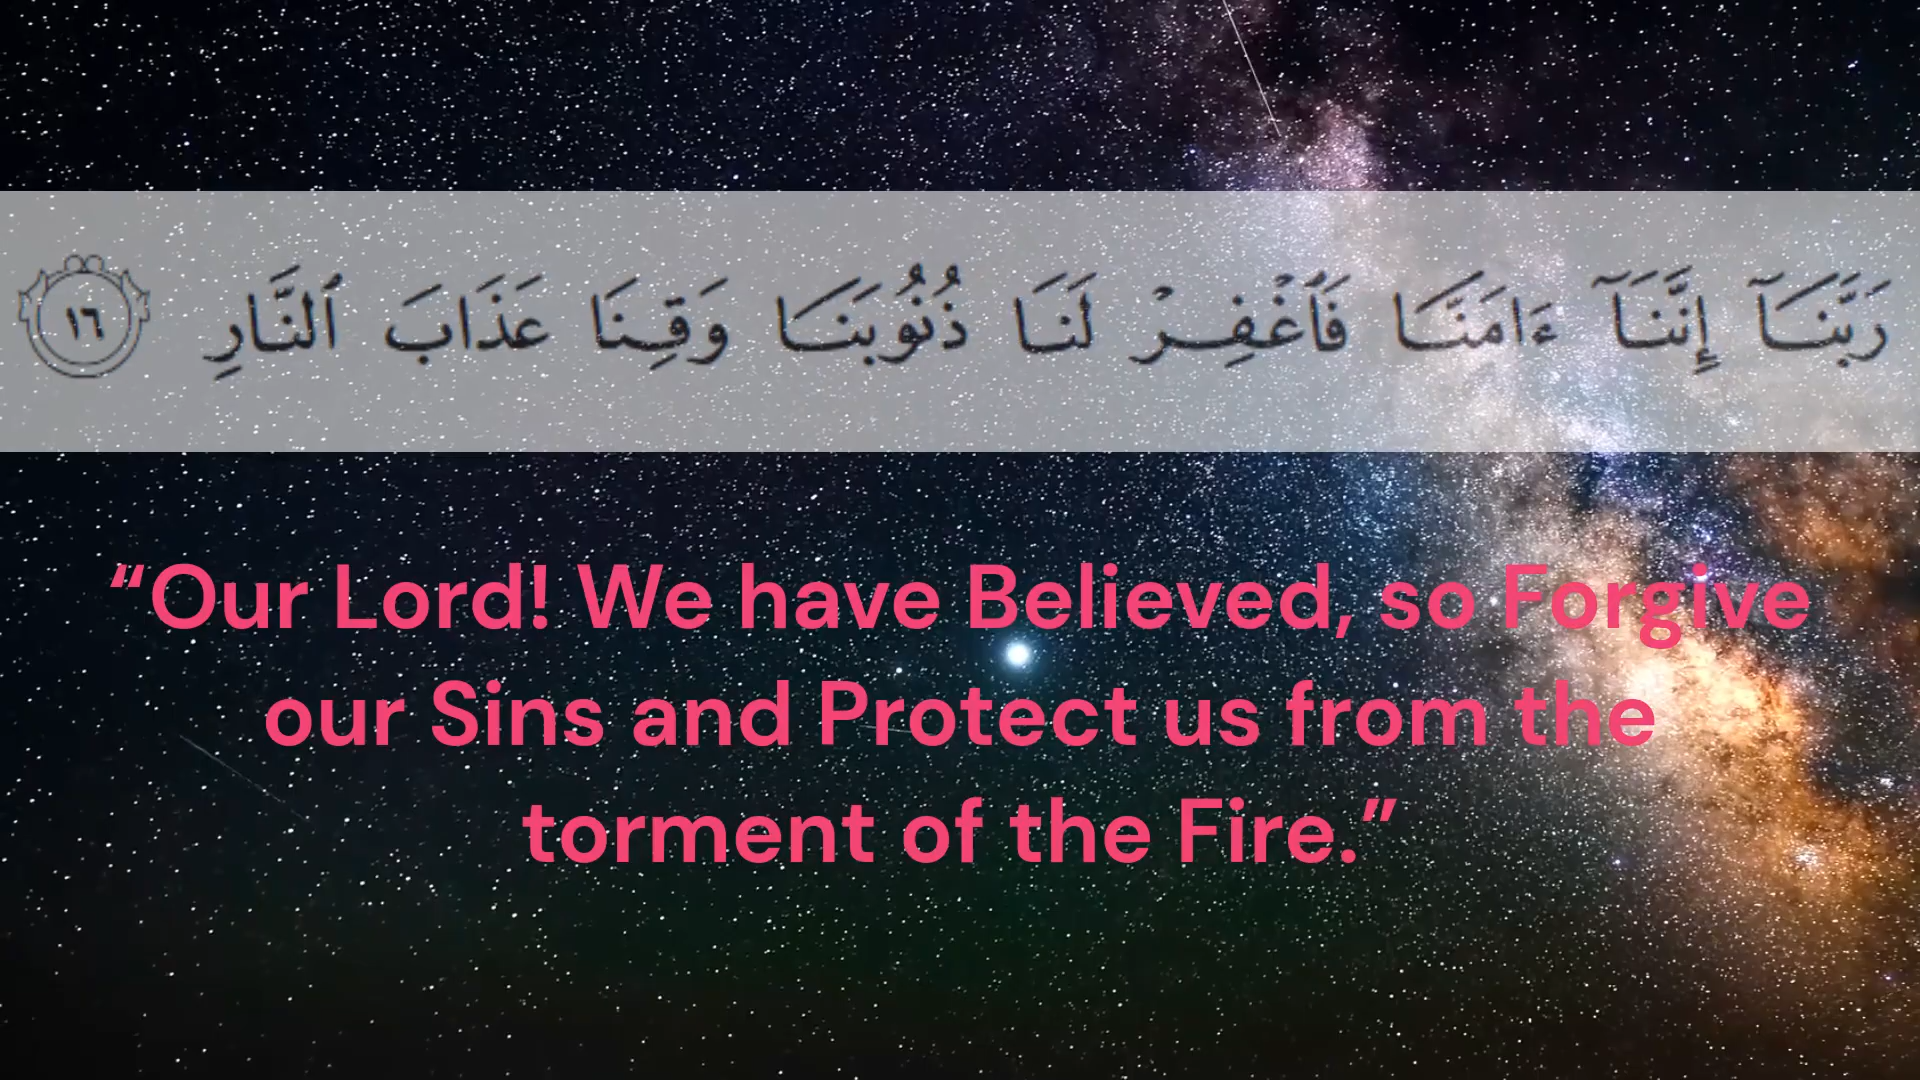 رَبَّنَآ إِنَّنَآ ءَامَنَّا فَٱغْفِرْ لَنَا ذُنُوبَنَا وَقِنَا عَذَابَ ٱلنَّارِ ١٦
“Our Lord! We have Believed, so Forgive
our Sins and Protect us from the
torment of the Fire.”